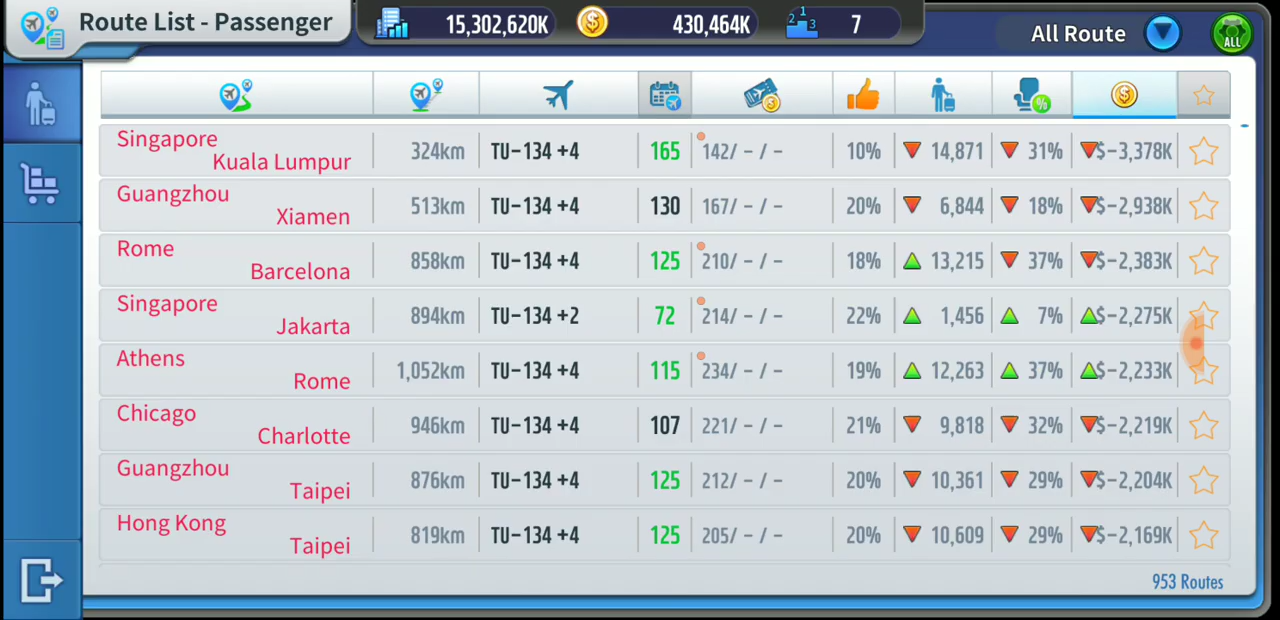 Route List - Passenger
15,302,620K
430,464K
2 1 3
7
All Route
ALL
%
Singapore
Kuala Lumpur
324km TU-134 +4 165 142/ - / - 10% 14,871 31% $-3,378K
Guangzhou
Xiamen
513km TU-134 +4 130 167/ - / - 20% 6,844 18% $-2,938K
Rome
Barcelona
858km TU-134 +4 125 210/ - / - 18% 13,215 37% $-2,383K
Singapore
Jakarta
894km TU-134 +2 72 214/ - / - 22% 1,456 7% $-2,275K
Athens
Rome
1,052km TU-134 +4 115 234/ - / - 19% 12,263 37% $-2,233K
Chicago
Charlotte
946km TU-134 +4 107 221/ - / - 21% 9,818 32% $-2,219K
Guangzhou
Taipei
876km TU-134 +4 125 212/ - / - 20% 10,361 29% $-2,204K
Hong Kong
Taipei
819km TU-134 +4 125 205/ - / - 20% 10,609 29% $-2,169K
953 Routes